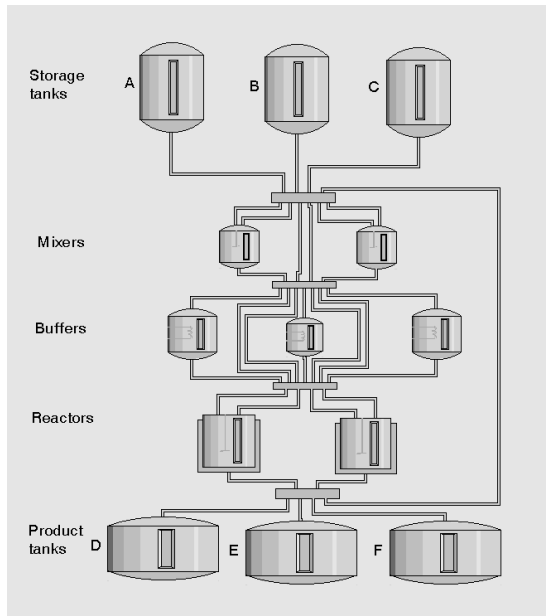 Storage
tanks
A
B
C
Mixers
Buffers
Reactors
Product
tanks
D
E
F